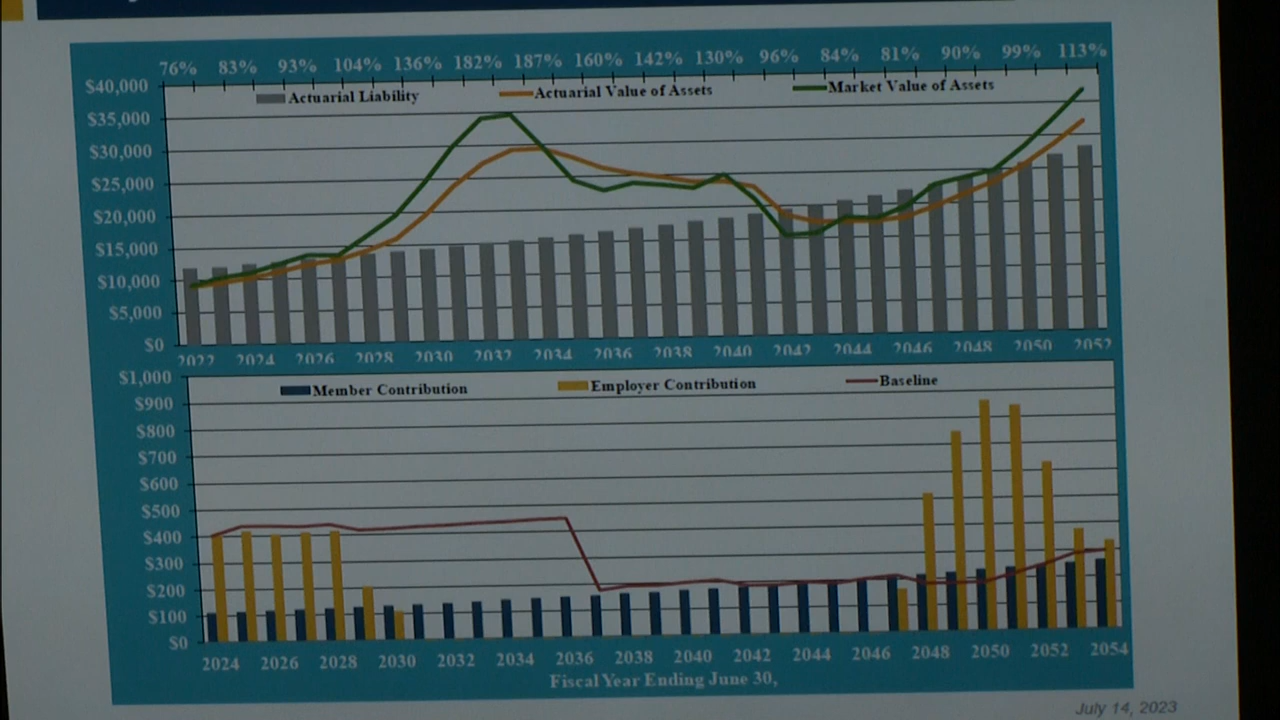 76% 83% 93% 104% 136% 182% 187% 160% 142% 130% 96% 84% 81% 90% 99% 113%
$40,000
Actuarial Liability Actuarial Value of Assets Market Value of Assets
$35,000
$30,000
$25,000
$20,000
$15,000
$10,000
$5,000
$0
2022 2024 2026 2028 2030 2032 2034 2036 2038 2040 2042 2044 2046 2048 2050 2052
$1,000
Member Contribution Employer Contribution Baseline
$900
$800
$700
$600
$500
$400
$300
$200
$100
$0
2024 2026 2028 2030 2032 2034 2036 2038 2040 2042 2044 2046 2048 2050 2052 2054
Fiscal Year Ending June 30,
July 14, 2023